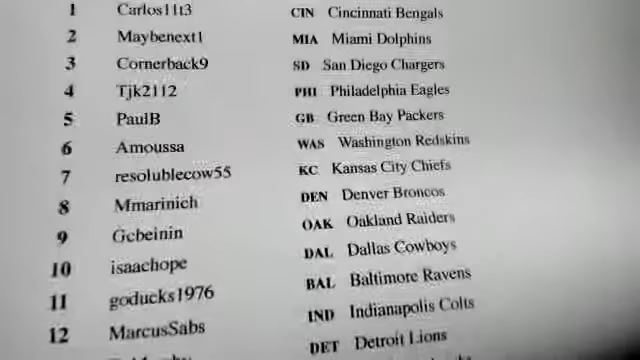 1 Carlos11t3 CIN Cincinnati Bengals
2 Maybenext1 MIA Miami Dolphins
3 Cornerback9 SD San Diego Chargers
4 Tjk2112 PHI Philadelphia Eagles
5 PaulB GB Green Bay Packers
6 Amoussa WAS Washington Redskins
7 resolublecow55 KC Kansas City Chiefs
8 Mmarinich DEN Denver Broncos
9 Gcbeinin OAK Oakland Raiders
10 isaachope DAL Dallas Cowboys
11 goducks1976 BAL Baltimore Ravens
12 MarcusSabs IND Indianapolis Colts
DET Detroit Lions